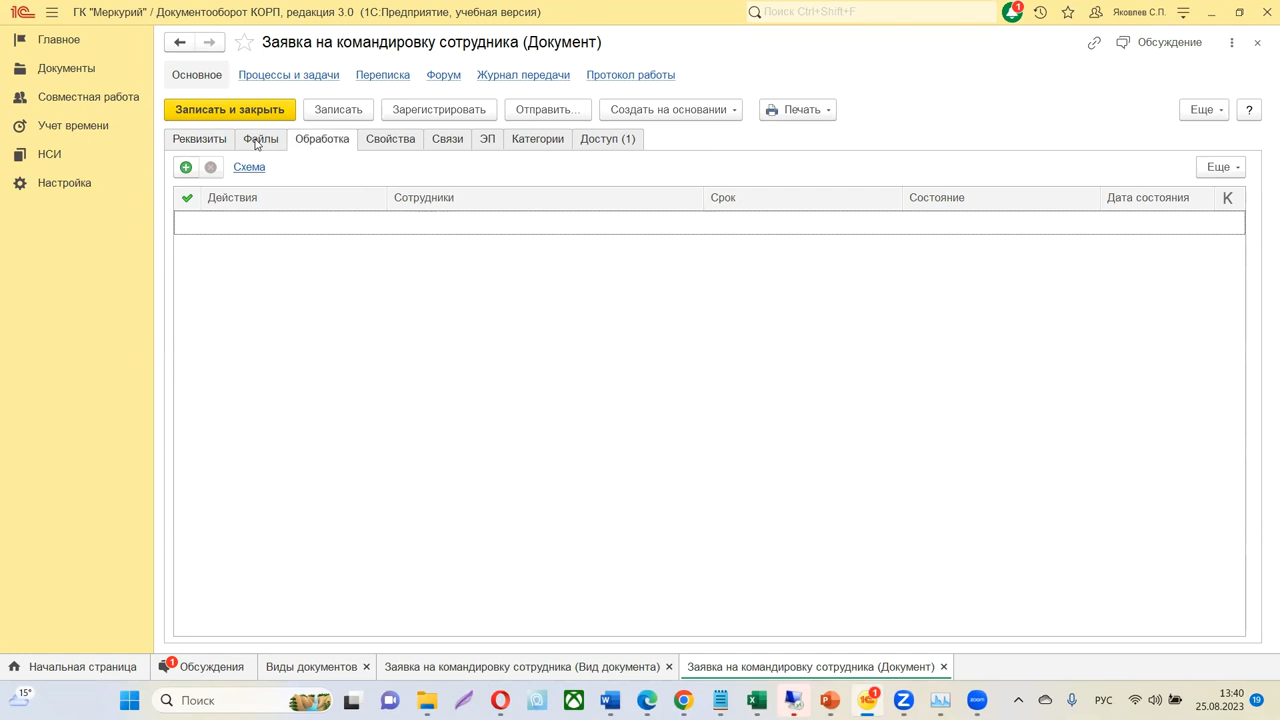 1С ГК "Меркурий" / Документооборот КОРП, редакция 3.0 (1С:Предприятие, учебная версия) Поиск Ctrl+Shift+F 1 Яковлев С.П.
Главное
Документы
Совместная работа
Учет времени
НСИ
Настройка
Заявка на командировку сотрудника (Документ) Обсуждение
Основное Процессы и задачи Переписка Форум Журнал передачи Протокол работы
Записать и закрыть Записать Зарегистрировать Отправить... Создать на основании Печать Еще ?
Реквизиты Файлы Обработка Свойства Связи ЭП Категории Доступ (1)
Схема Еще
Действия Сотрудники Срок Состояние Дата состояния К
Начальная страница 1 Обсуждения Виды документов Заявка на командировку сотрудника (Вид документа) Заявка на командировку сотрудника (Документ)
15° Поиск 1 РУС 13:40
25.08.2023 19